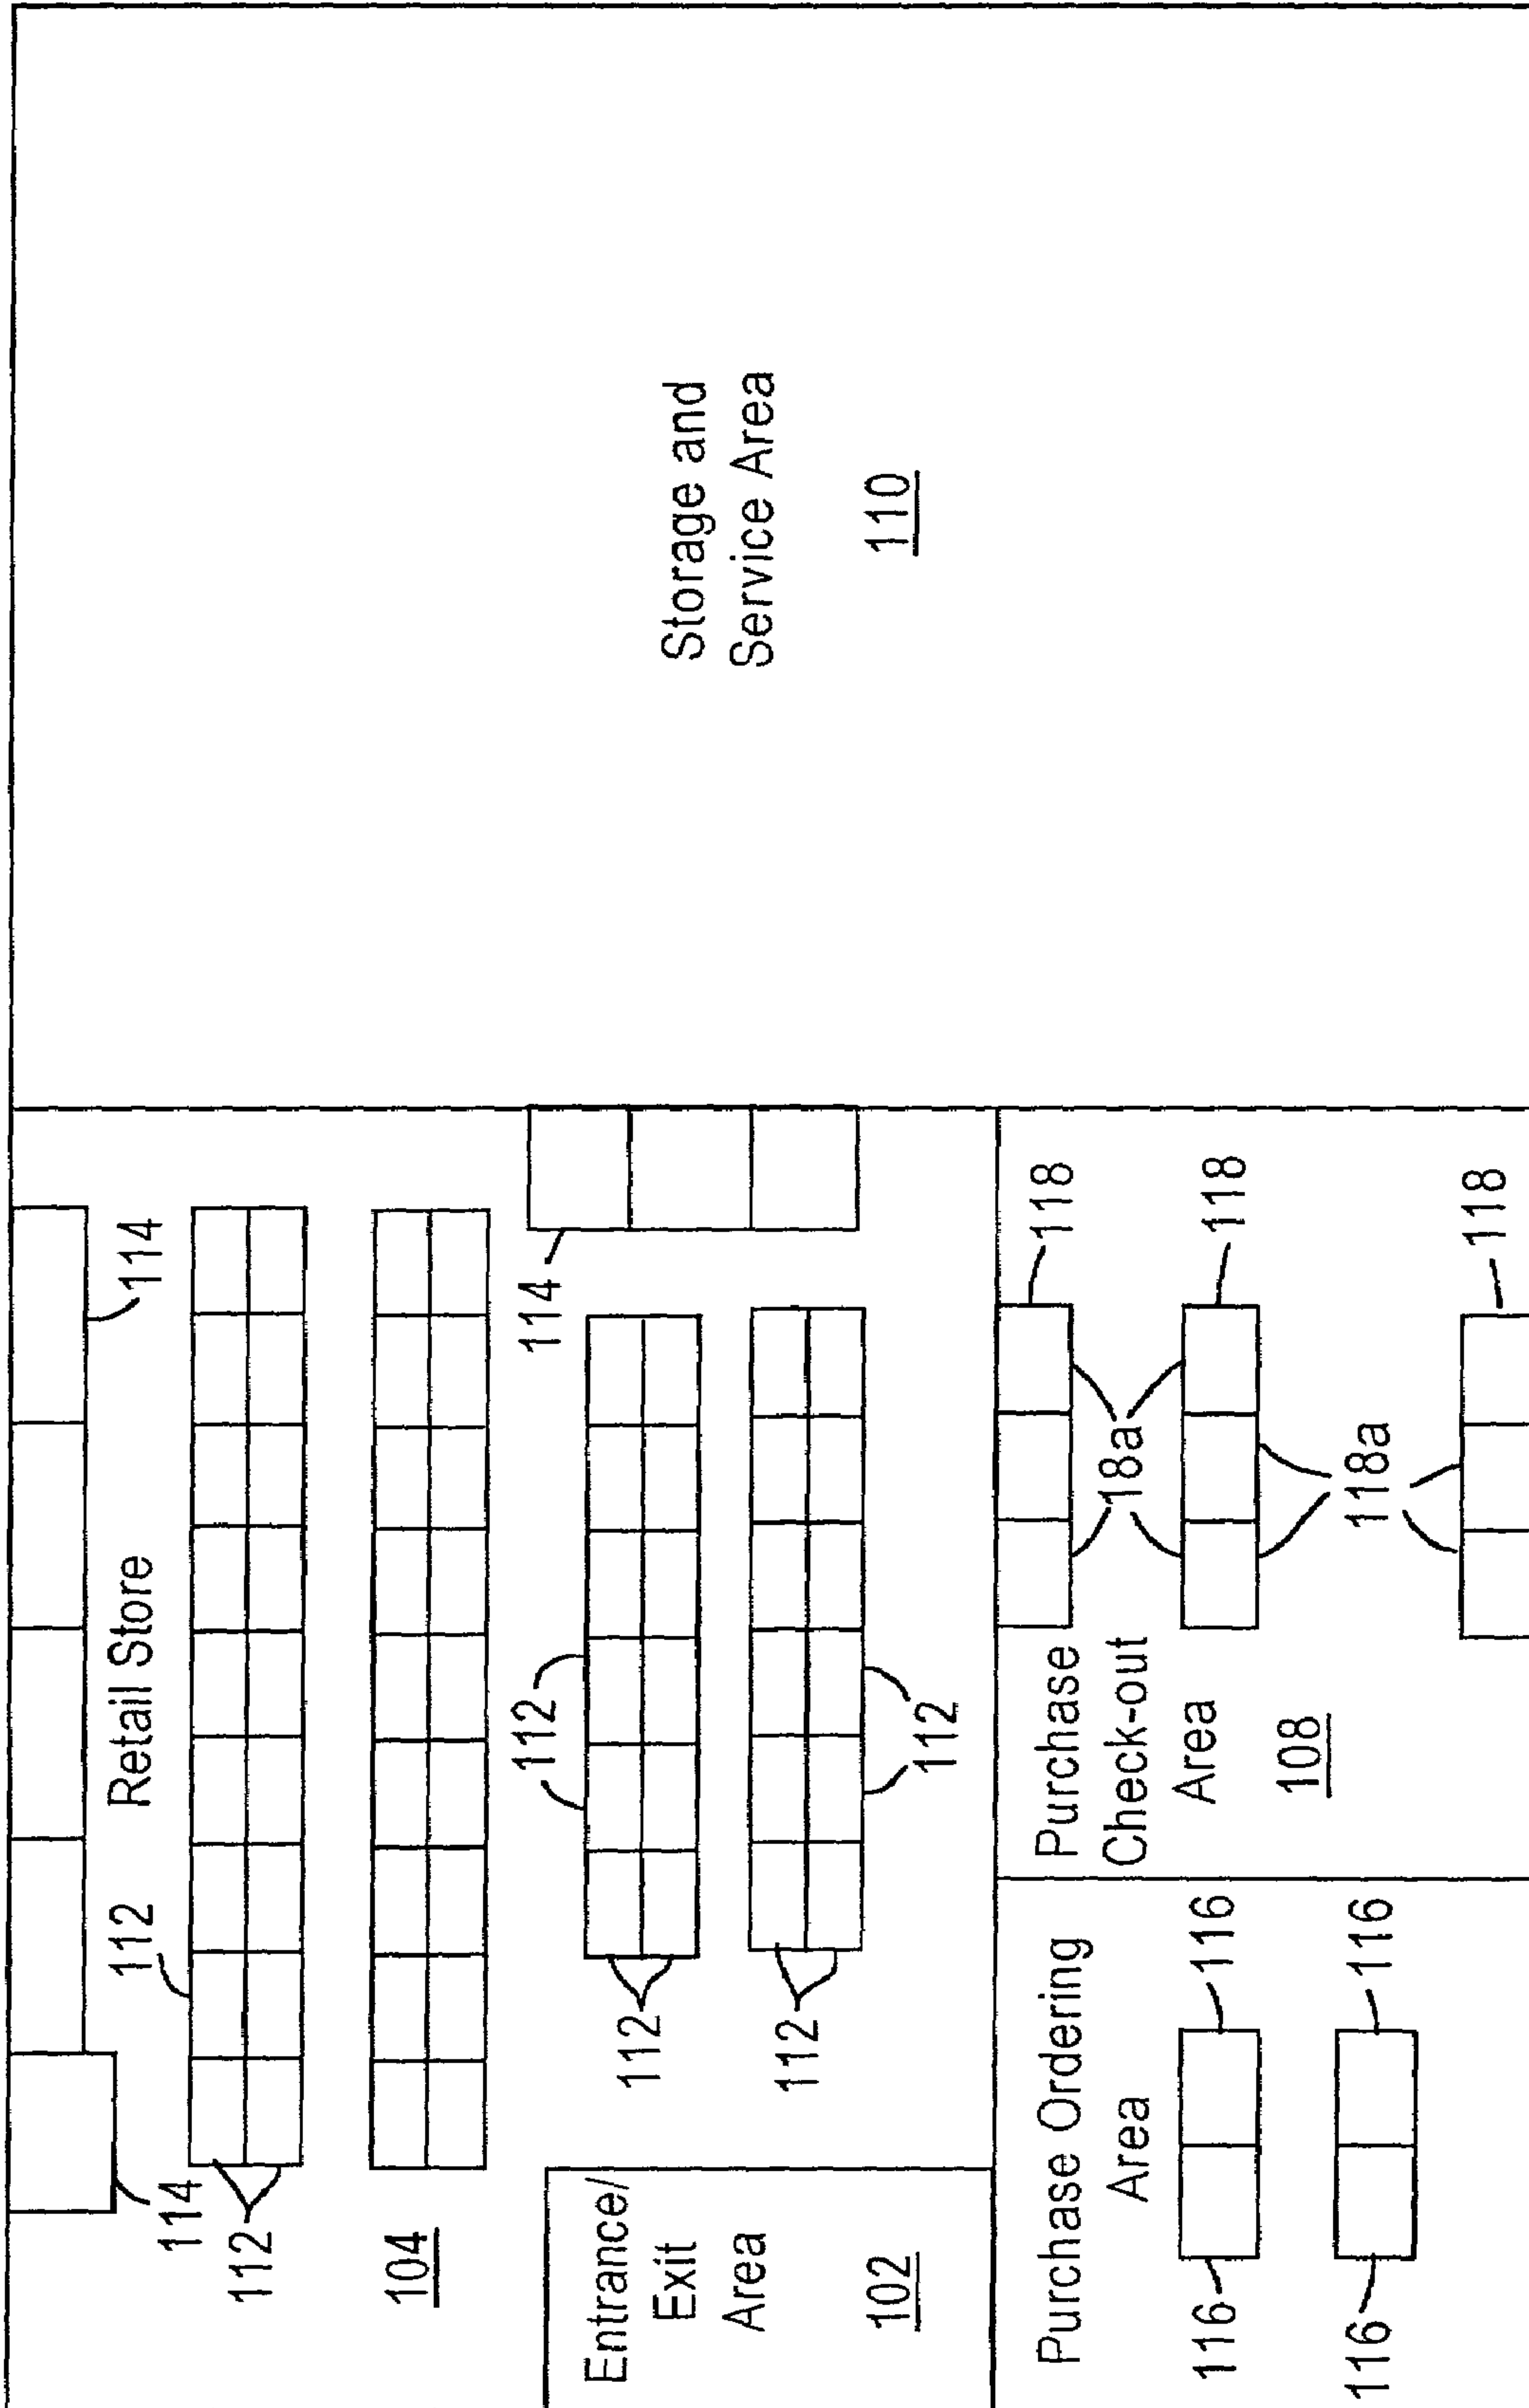 112
Retail Store
114
114
112
104
112
114
Entrance/
Exit
Area
102
112
112
112
Storage and
Service Area
110
Purchase Ordering
Area
116
116
116
116
Purchase
Check-out
Area
108
118
18a
118
118a
118